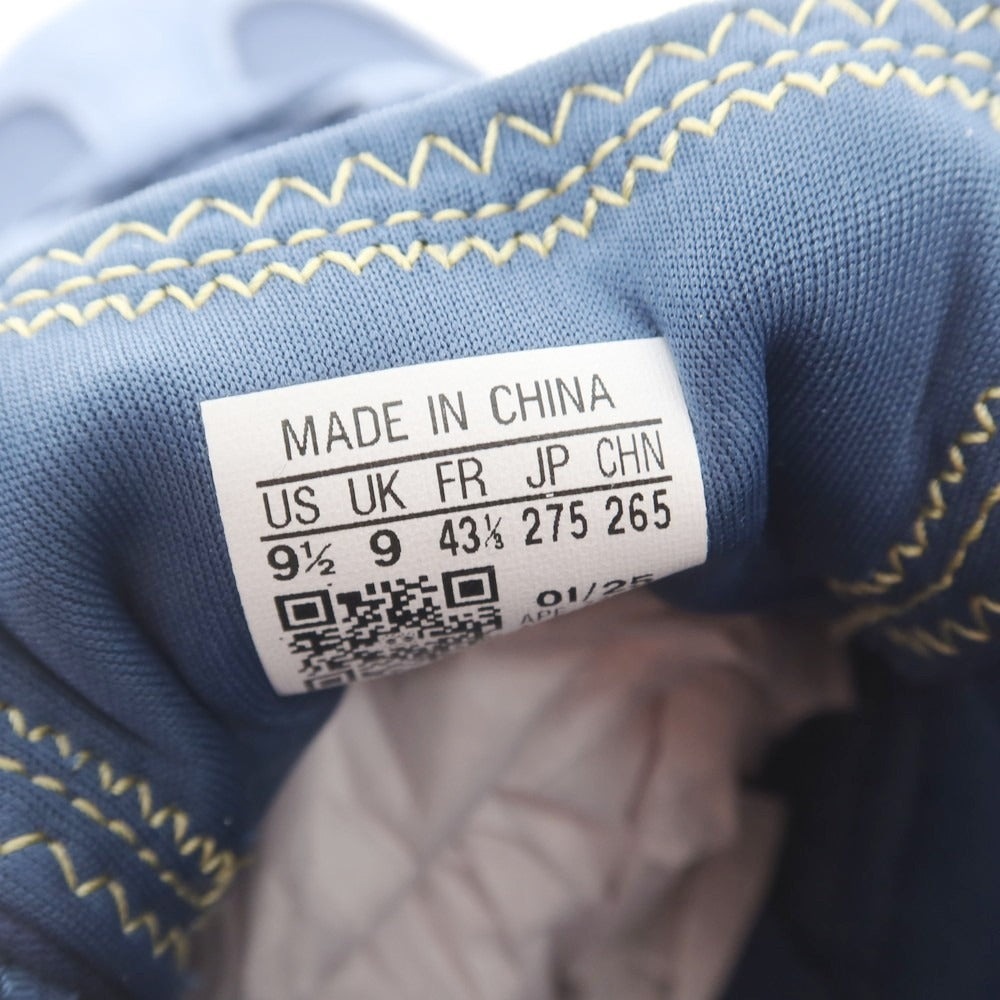 MADE IN CHINA
US UK FR JP CHN
9½ 9 43⅓ 275 265
01/25